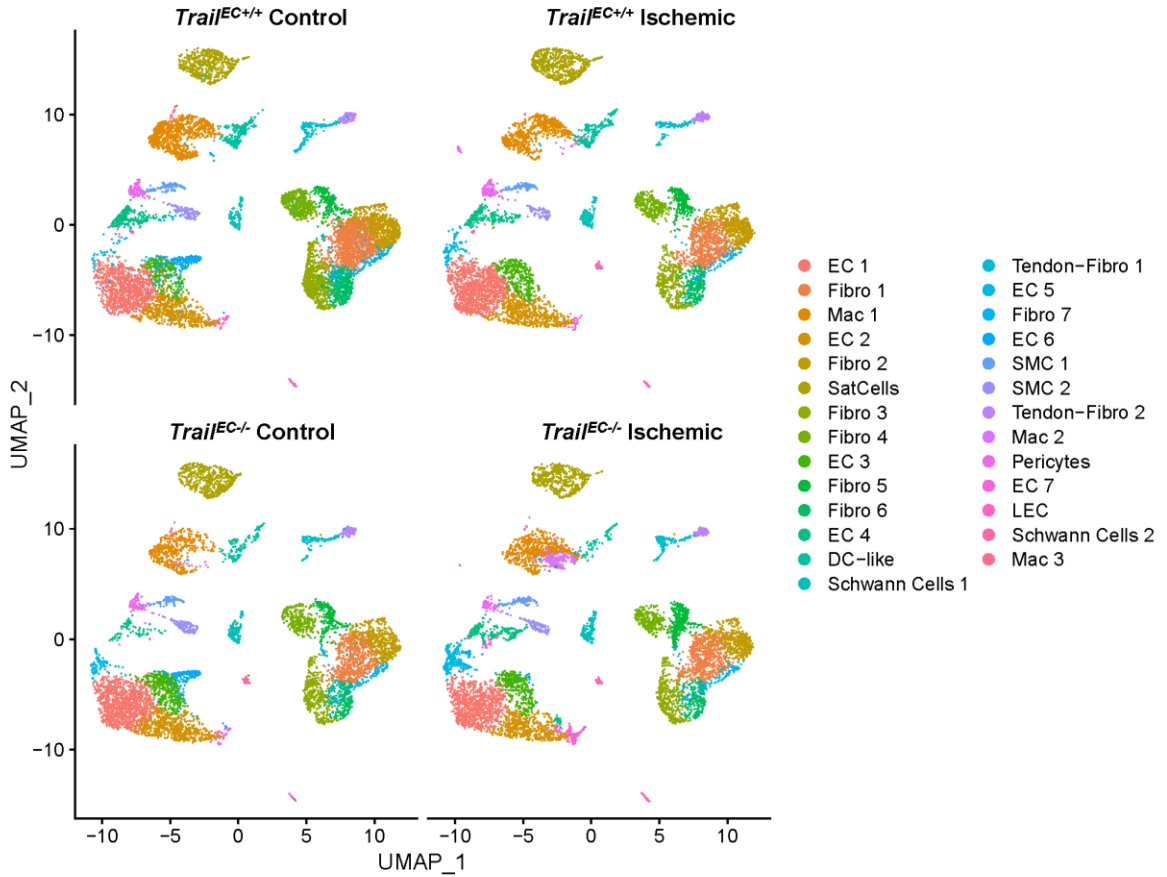 Trail^EC+/+ Control
Trail^EC+/+ Ischemic
10
0
−10
Trail^EC-/- Control
Trail^EC-/- Ischemic
10
0
−10
UMAP_2
−10 −5 0 5 10
−10 −5 0 5 10
UMAP_1
EC 1
Fibro 1
Mac 1
EC 2
Fibro 2
SatCells
Fibro 3
Fibro 4
EC 3
Fibro 5
Fibro 6
EC 4
DC−like
Schwann Cells 1
Tendon−Fibro 1
EC 5
Fibro 7
EC 6
SMC 1
SMC 2
Tendon−Fibro 2
Mac 2
Pericytes
EC 7
LEC
Schwann Cells 2
Mac 3